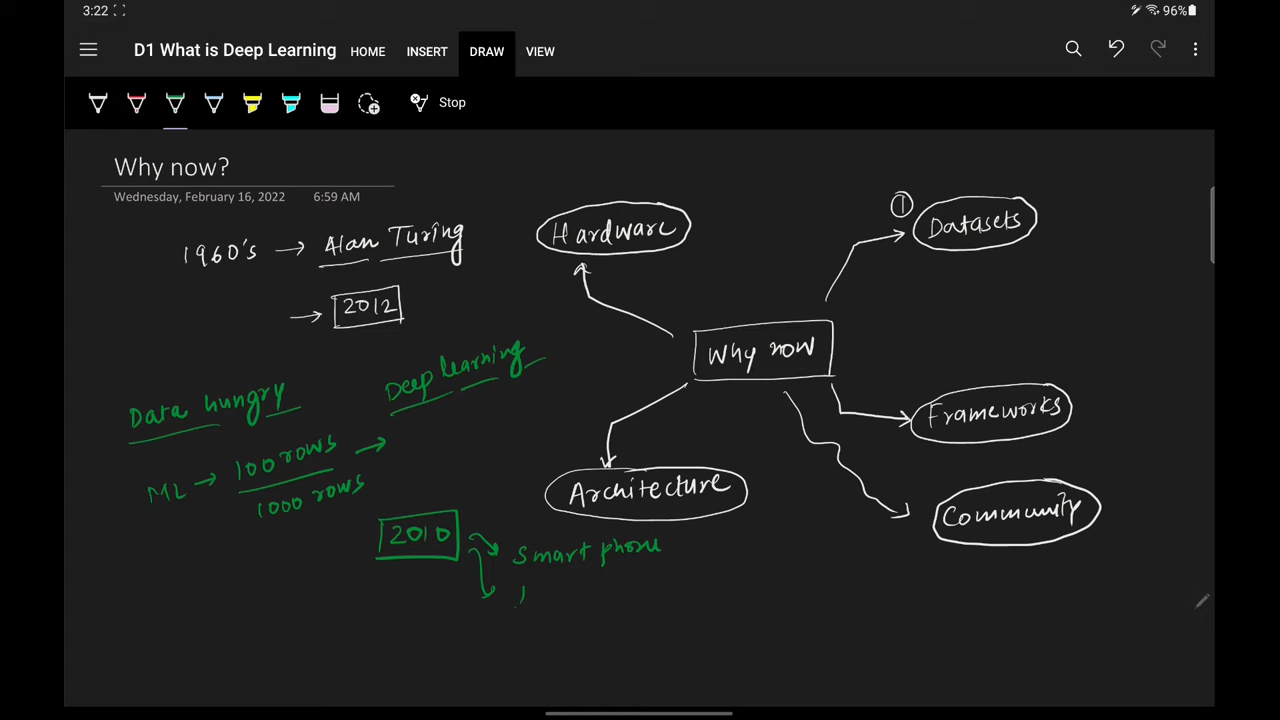 3:22 96%
D1 What is Deep Learning HOME INSERT DRAW VIEW
Stop
Why now?
Wednesday, February 16, 2022 6:59 AM
1960's → Alan Turing
→ 2012
Data hungry
Deep learning
ML → 100 rows →
1000 rows
2010
Smart phone
Hardware
① Datasets
Why now
Frameworks
Architecture
Community